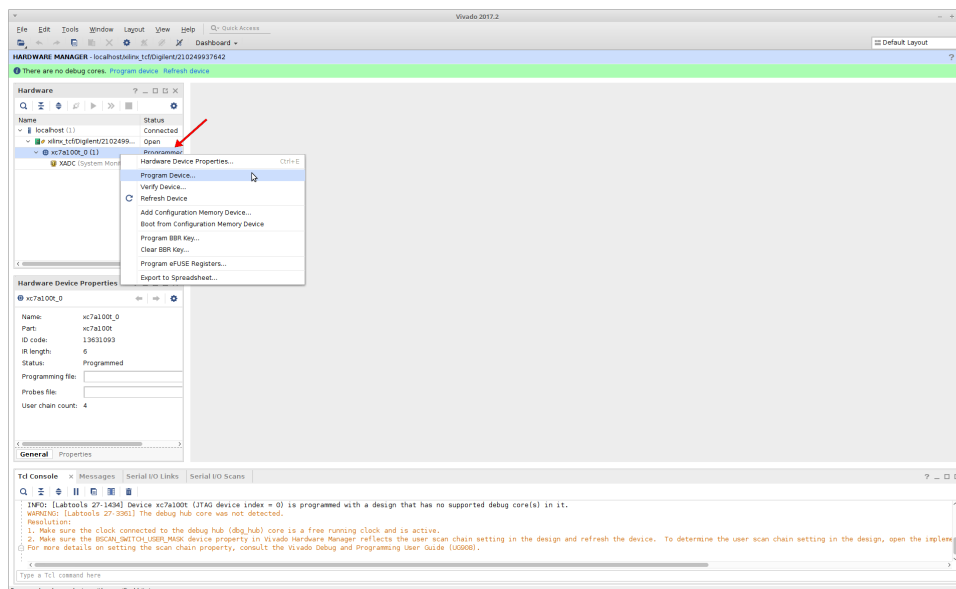 Vivado 2017.2
File Edit Tools Window Layout View Help Q- Quick Access
Dashboard
Default Layout
HARDWARE MANAGER - localhost/xilinx_tcf/Digilent/210249937642 ?
There are no debug cores. Program device Refresh device
Hardware ? _ □ X
Name Status
localhost (1) Connected
xilinx_tcf/Digilent/2102499... Open
xc7a100t_0 (1) Programmed
XADC (System Moni
Hardware Device Properties... Ctrl+E
Program Device...
Verify Device...
Refresh Device
Add Configuration Memory Device...
Boot from Configuration Memory Device
Program BBR Key...
Clear BBR Key...
Program eFUSE Registers...
Export to Spreadsheet...
Hardware Device Properties
xc7a100t_0
Name: xc7a100t_0
Part: xc7a100t
ID code: 13631093
IR length: 6
Status: Programmed
Programming file:
Probes file:
User chain count: 4
General Properties
Tcl Console × Messages Serial I/O Links Serial I/O Scans ? _ □
INFO: [Labtools 27-1434] Device xc7a100t (JTAG device index = 0) is programmed with a design that has no supported debug core(s) in it.
WARNING: [Labtools 27-3361] The debug hub core was not detected.
Resolution:
1. Make sure the clock connected to the debug hub (dbg_hub) core is a free running clock and is active.
2. Make sure the BSCAN_SWITCH_USER_MASK device property in Vivado Hardware Manager reflects the user scan chain setting in the design and refresh the device. To determine the user scan chain setting in the design, open the impleme
For more details on setting the scan chain property, consult the Vivado Debug and Programming User Guide (UG908).
Type a Tcl command here